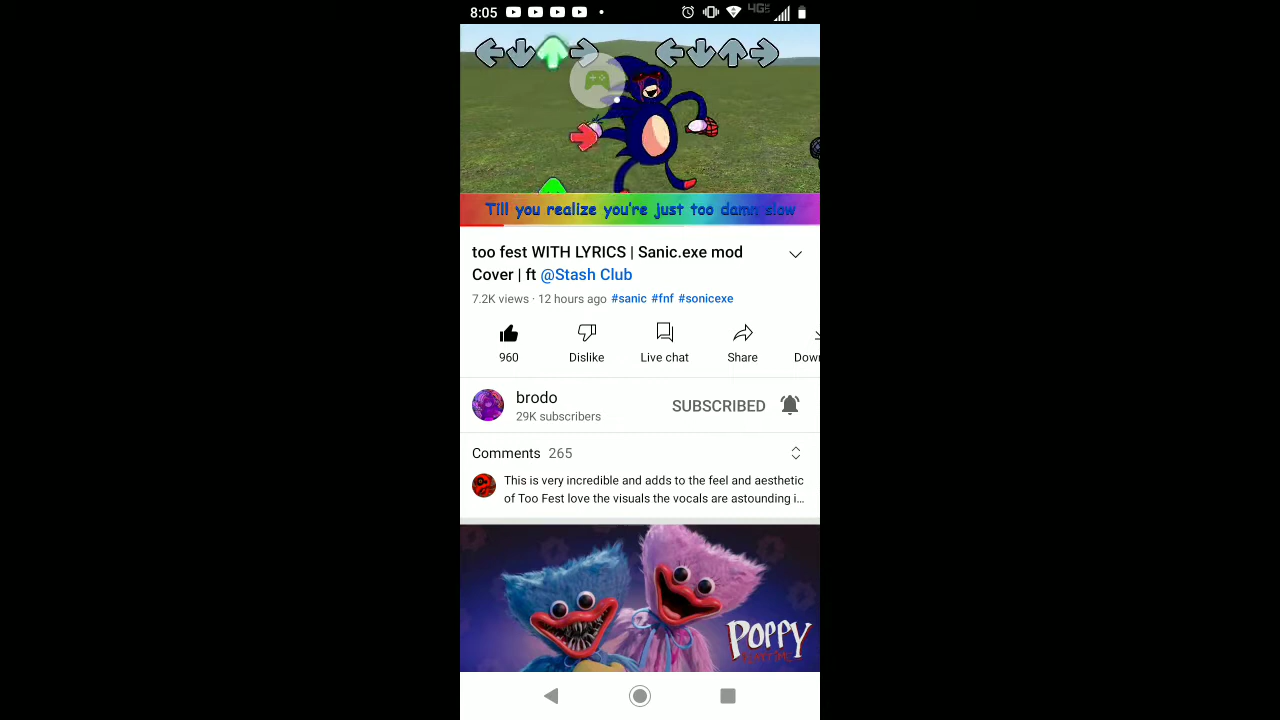 8:05
4G
Till you realize you're just too damn slow
too fest WITH LYRICS | Sanic.exe mod
Cover | ft @Stash Club
7.2K views · 12 hours ago #sanic #fnf #sonicexe
960
Dislike
Live chat
Share
Down
brodo
29K subscribers
SUBSCRIBED
Comments 265
This is very incredible and adds to the feel and aesthetic
of Too Fest love the visuals the vocals are astounding i...
POPPY
PLAYTIME